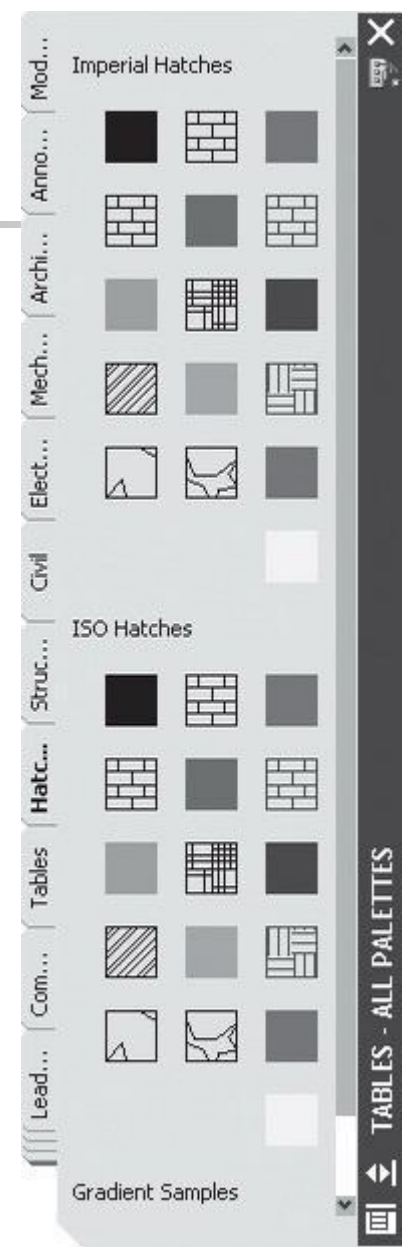 Mod...
Anno...
Archi...
Mech...
Elect...
Civil
Struc...
Hatc...
Tables
Com...
Lead...
Imperial Hatches
ISO Hatches
Gradient Samples
TABLES - ALL PALETTES